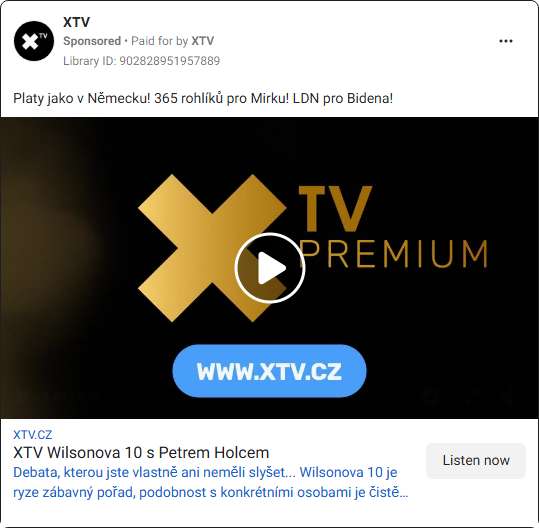 XTV
Sponsored • Paid for by XTV
Library ID: 902828951957889
Platy jako v Německu! 365 rohlíků pro Mirku! LDN pro Bidena!
X TV
TV
PREMIUM
WWW.XTV.CZ
XTV.CZ
XTV Wilsonova 10 s Petrem Holcem
Debata, kterou jste vlastně ani neměli slyšet... Wilsonova 10 je
ryze zábavný pořad, podobnost s konkrétními osobami je čistě…
Listen now